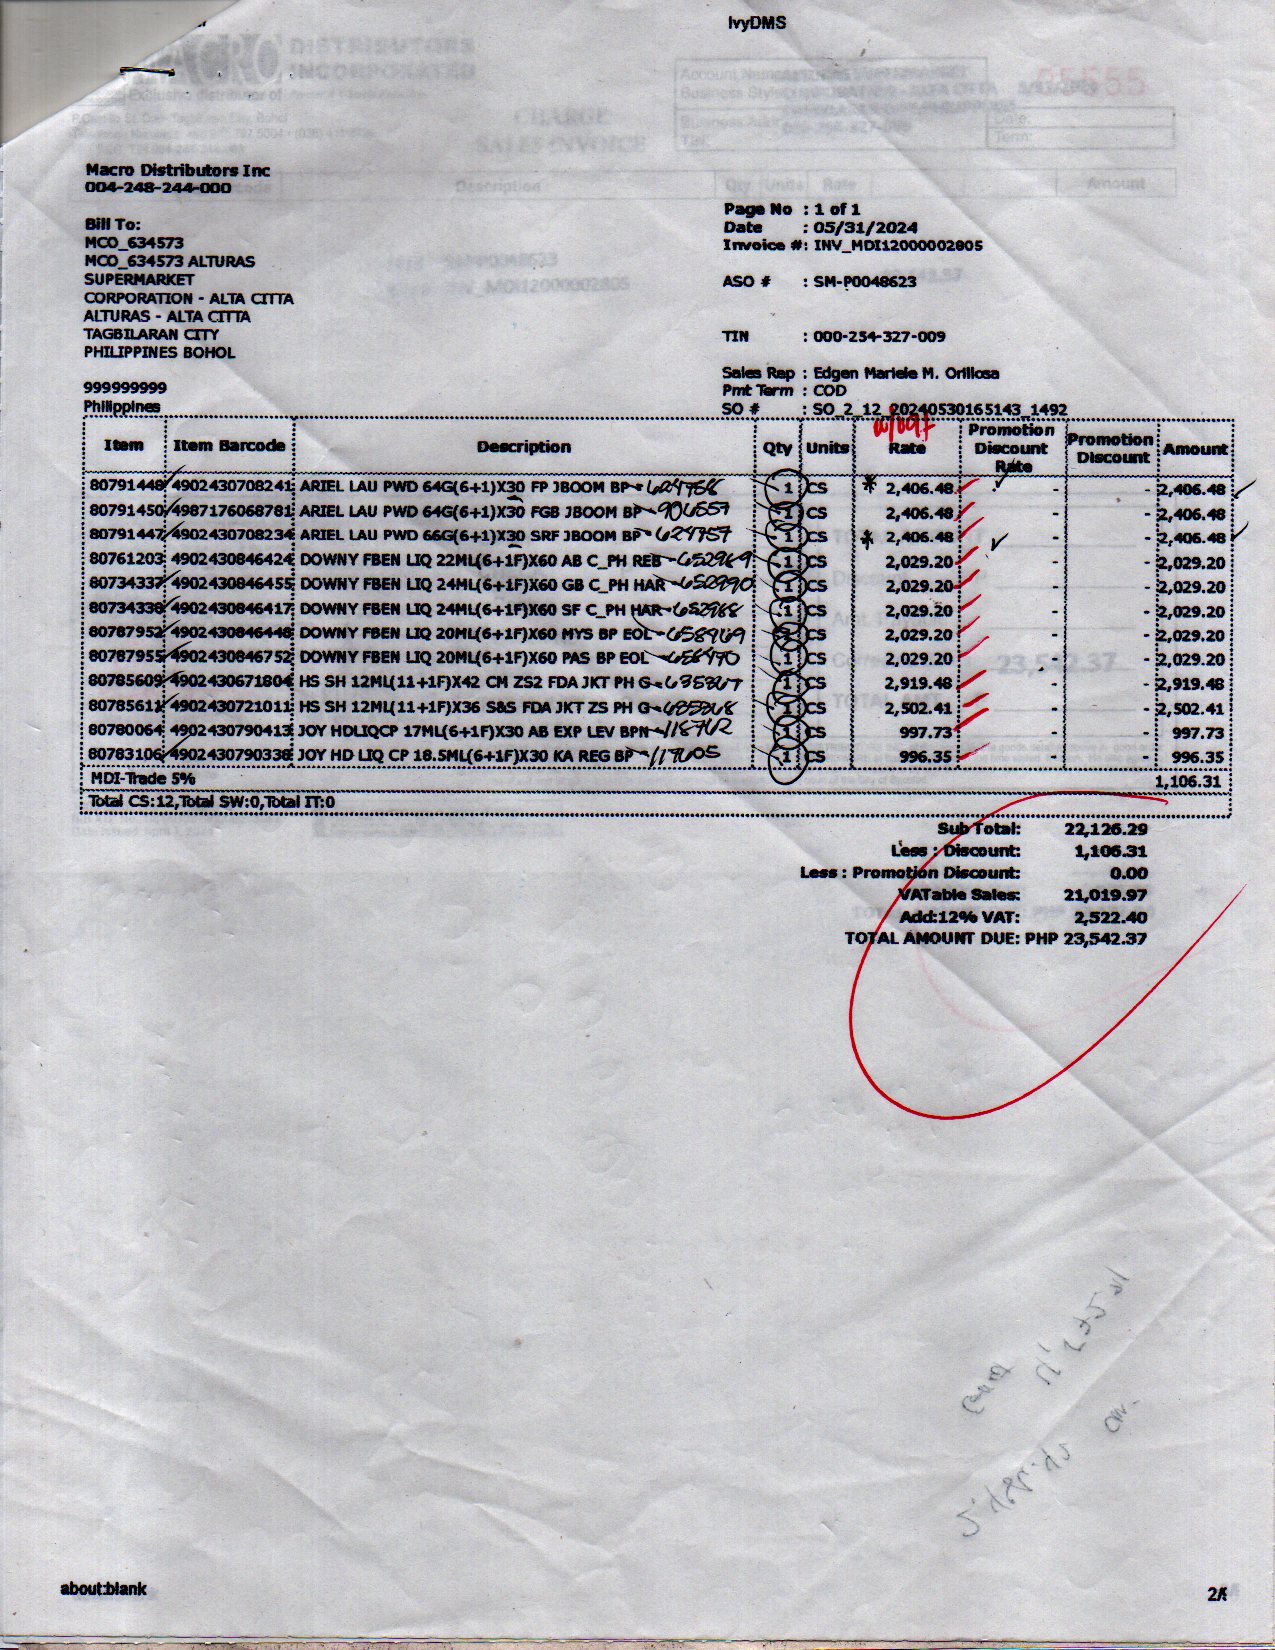 IvyDMS
DISTRIBUTORS
INCORPORATED
CHARGE
SALES INVOICE
Macro Distributors Inc
004-248-244-000
Bill To:
MCO_634573
MCO_634573 ALTURAS
SUPERMARKET
CORPORATION - ALTA CITTA
ALTURAS - ALTA CITTA
TAGBILARAN CITY
PHILIPPINES BOHOL
999999999
Philippines
Page No : 1 of 1
Date : 05/31/2024
Invoice #: INV_MDI12000002805
ASO # : SM-P0048623
TIN : 000-254-327-009
Sales Rep : Edgen Mariele M. Orillosa
Pmt Term : COD
SO # : SO_2_12_20240530165143_1492
Item Item Barcode Description Qty Units Rate Promotion Discount Rate Promotion Discount Amount
80791448 4902430708241 ARIEL LAU PWD 64G(6+1)X30 FP JBOOM BP 1 CS * 2,406.48 - - 2,406.48
80791450 4987176068781 ARIEL LAU PWD 64G(6+1)X30 FGB JBOOM BP 1 CS 2,406.48 - - 2,406.48
80791447 4902430708234 ARIEL LAU PWD 66G(6+1)X30 SRF JBOOM BP - 624757 1 CS * 2,406.48 - - 2,406.48
80761203 4902430846424 DOWNY FBEN LIQ 22ML(6+1F)X60 AB C_PH REB - 652989 1 CS 2,029.20 - - 2,029.20
80734337 4902430846455 DOWNY FBEN LIQ 24ML(6+1F)X60 GB C_PH HAR - 652990 1 CS 2,029.20 - - 2,029.20
80734338 4902430846417 DOWNY FBEN LIQ 24ML(6+1F)X60 SF C_PH HAR - 652988 1 CS 2,029.20 - - 2,029.20
80787952 4902430846448 DOWNY FBEN LIQ 20ML(6+1F)X60 MYS BP EOL - 658469 1 CS 2,029.20 - - 2,029.20
80787955 4902430846752 DOWNY FBEN LIQ 20ML(6+1F)X60 PAS BP EOL - 658470 1 CS 2,029.20 - - 2,029.20
80785609 4902430671804 HS SH 12ML(11+1F)X42 CM ZS2 FDA JKT PH G 1 CS 2,919.48 - - 2,919.48
80785611 4902430721011 HS SH 12ML(11+1F)X36 S&S FDA JKT ZS PH G 1 CS 2,502.41 - - 2,502.41
80780064 4902430790413 JOY HDLIQCP 17ML(6+1F)X30 AB EXP LEV BPN - 118762 1 CS 997.73 - - 997.73
80783106 4902430790338 JOY HD LIQ CP 18.5ML(6+1F)X30 KA REG BP - 117605 1 CS 996.35 - - 996.35
MDI-Trade 5% 1,106.31
Total CS:12,Total SW:0,Total IT:0
Sub Total: 22,126.29
Less : Discount: 1,106.31
Less : Promotion Discount: 0.00
VATable Sales: 21,019.97
Add:12% VAT: 2,522.40
TOTAL AMOUNT DUE: PHP 23,542.37
about:blank